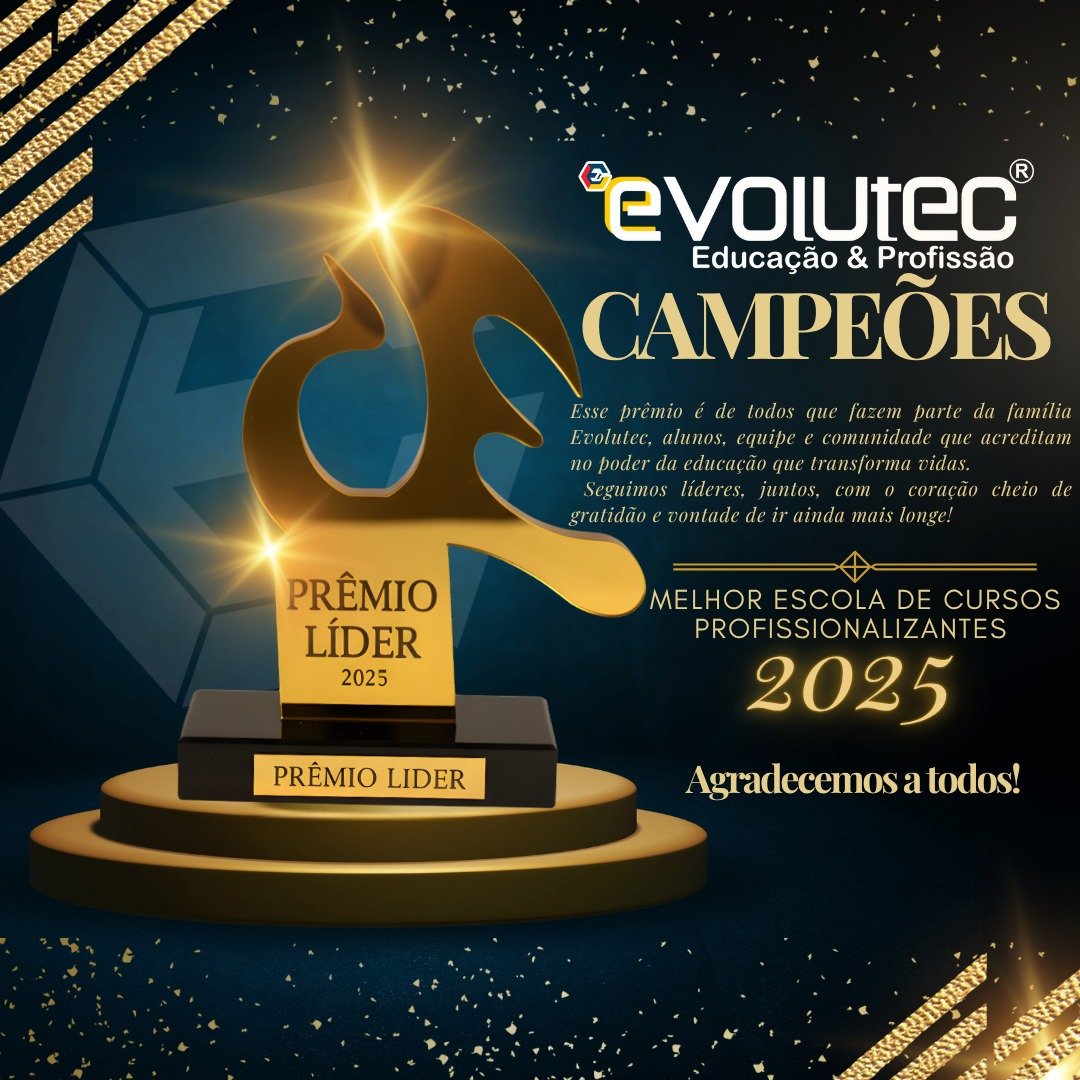 evolutec®
Educação & Profissão
CAMPEÕES
Esse prêmio é de todos que fazem parte da família
Evolutec, alunos, equipe e comunidade que acreditam
no poder da educação que transforma vidas.
Seguimos líderes, juntos, com o coração cheio de
gratidão e vontade de ir ainda mais longe!
MELHOR ESCOLA DE CURSOS
PROFISSIONALIZANTES
2025
Agradecemos a todos!
PRÊMIO
LÍDER
2025
PRÊMIO LIDER